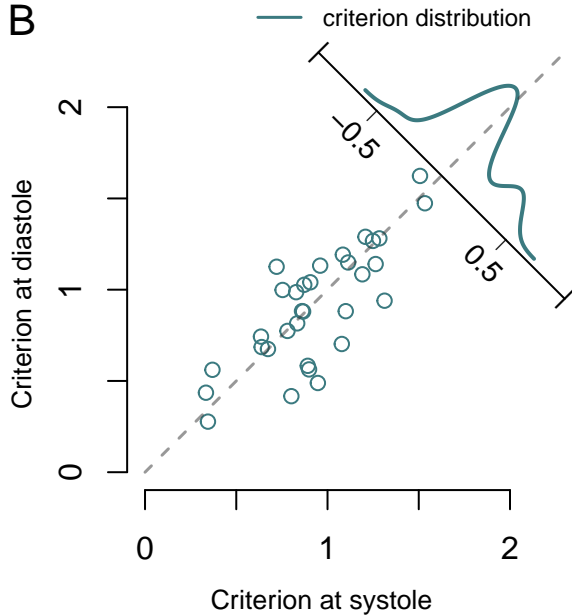 B
criterion distribution
−0.5
0.5
2
1
0
Criterion at diastole
0 1 2
Criterion at systole